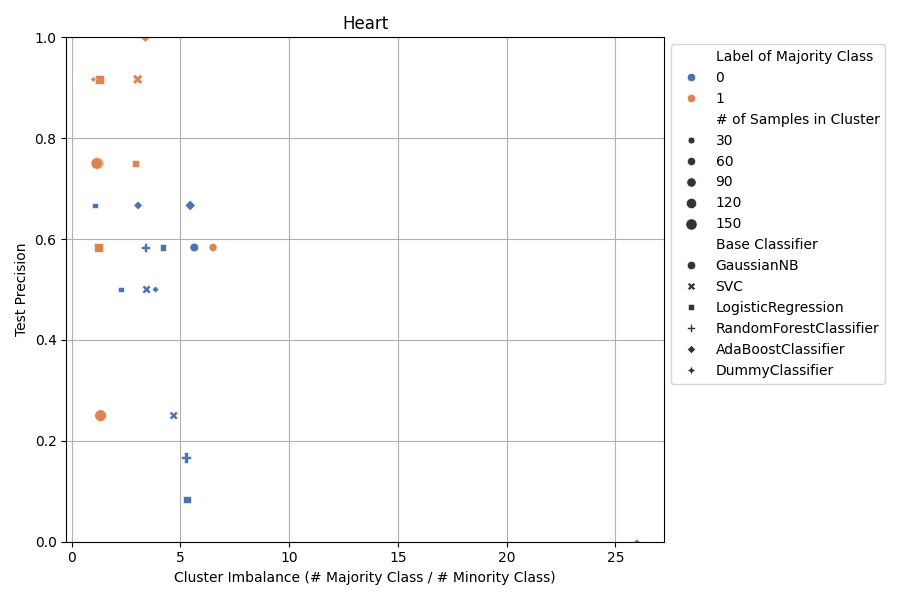 Heart
1.0
0.8
0.6
0.4
0.2
0.0
Test Precision
0
5
10
15
20
25
Cluster Imbalance (# Majority Class / # Minority Class)
Label of Majority Class
0
1
# of Samples in Cluster
30
60
90
120
150
Base Classifier
GaussianNB
SVC
LogisticRegression
RandomForestClassifier
AdaBoostClassifier
DummyClassifier